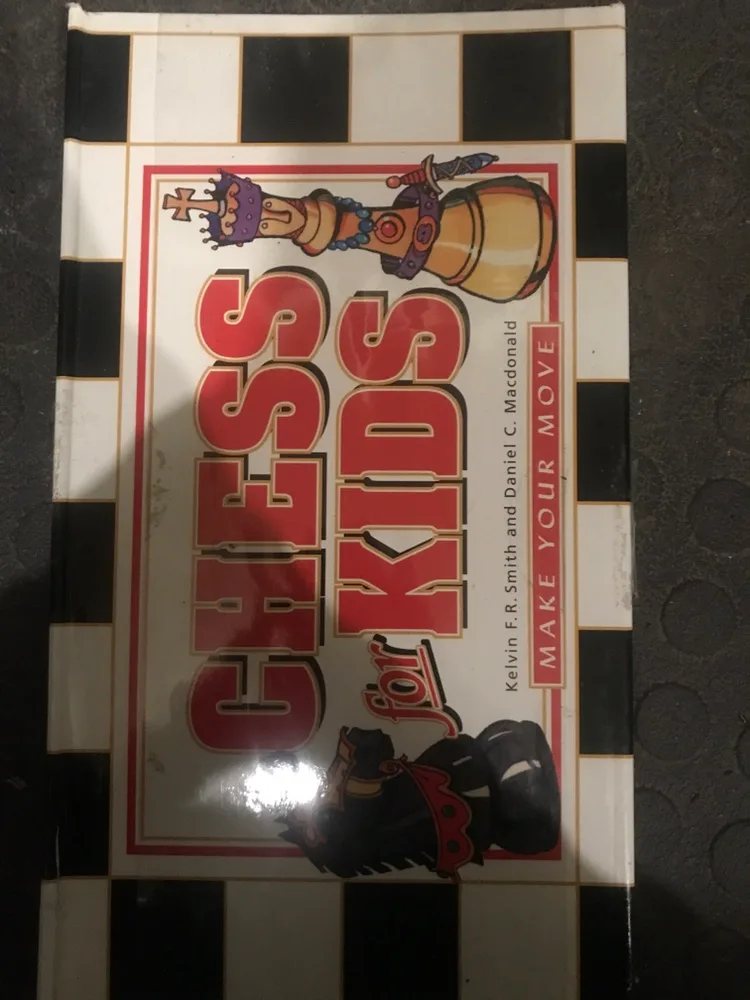 CHESS
for KIDS
Kelvin F.R. Smith and Daniel C. Macdonald
MAKE YOUR MOVE